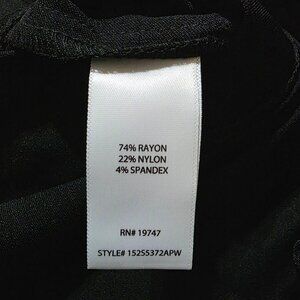 74% RAYON
22% NYLON
4% SPANDEX
RN# 19747
STYLE# 152S5372APW